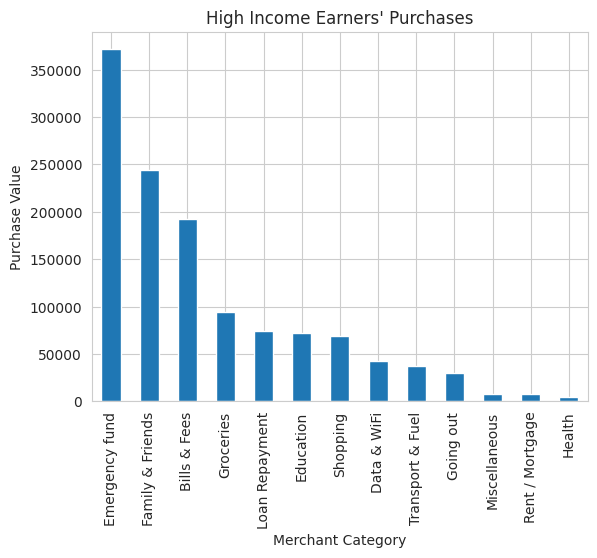 High Income Earners' Purchases
Purchase Value
350000
300000
250000
200000
150000
100000
50000
0
Emergency fund
Family & Friends
Bills & Fees
Groceries
Loan Repayment
Education
Shopping
Data & WiFi
Transport & Fuel
Going out
Miscellaneous
Rent / Mortgage
Health
Merchant Category